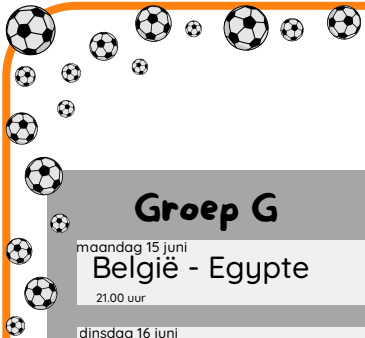 Groep G
maandag 15 juni
België - Egypte
21.00 uur
dinsdag 16 juni